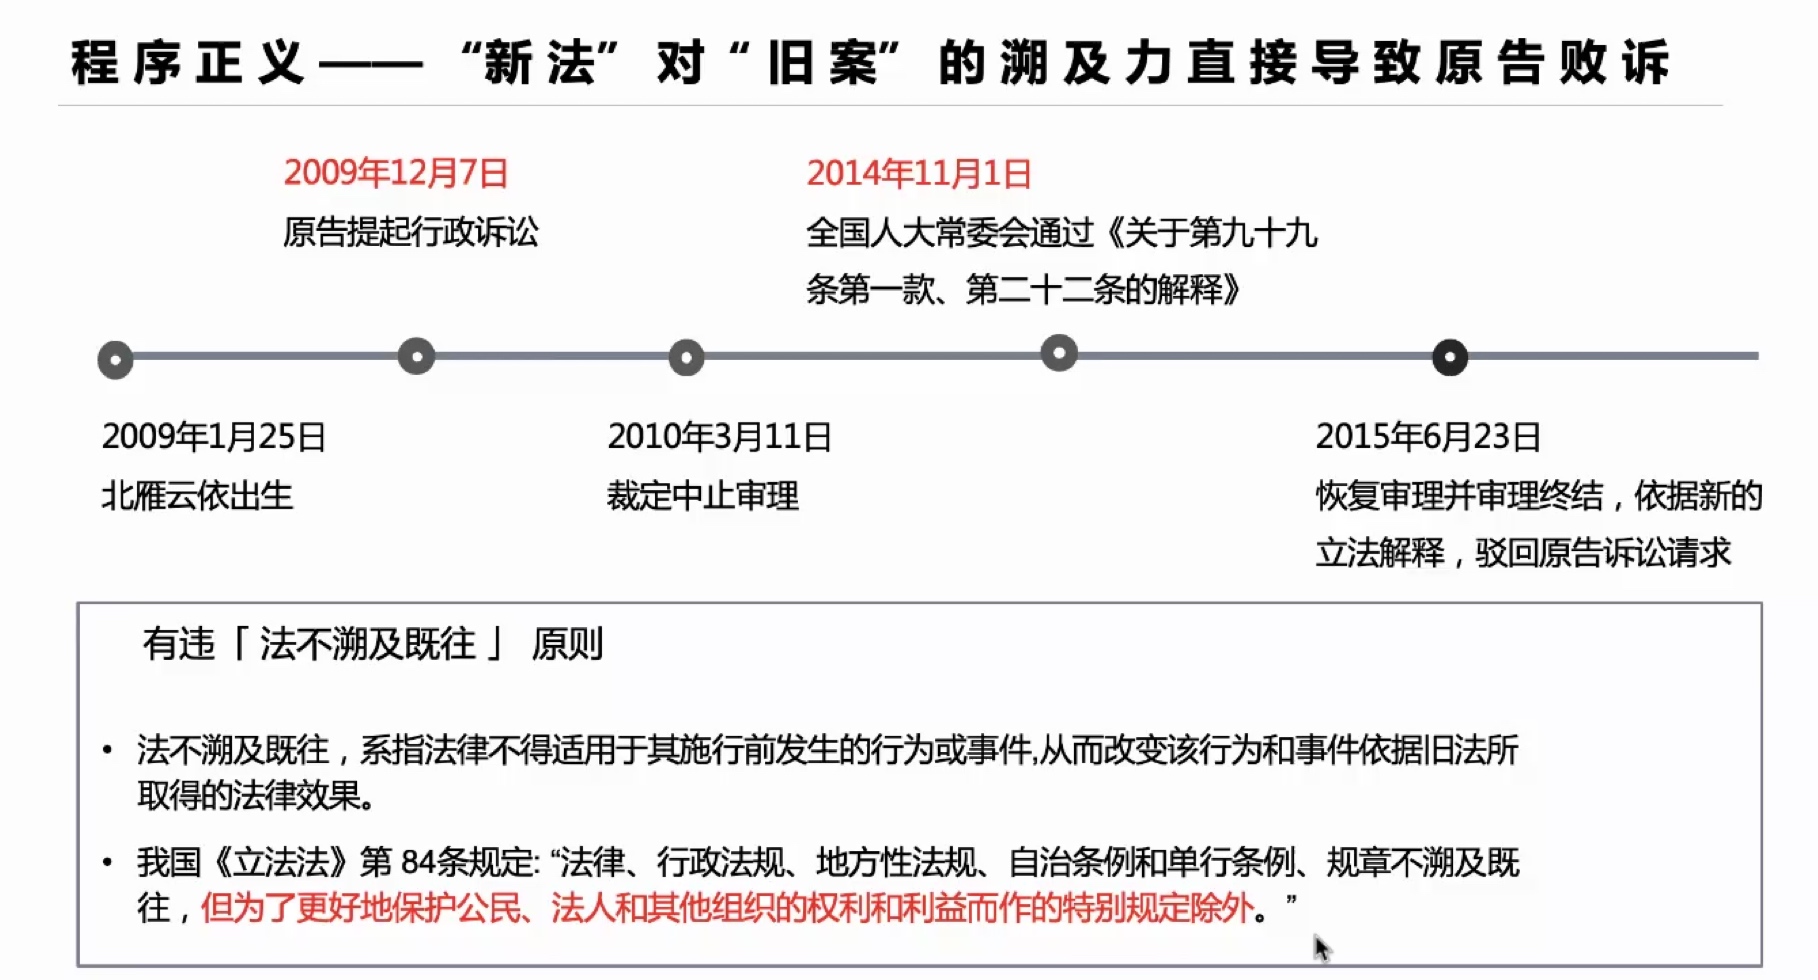 程序正义——“新法”对“旧案”的溯及力直接导致原告败诉
2009年12月7日
原告提起行政诉讼
2014年11月1日
全国人大常委会通过《关于第九十九
条第一款、第二十二条的解释》
2009年1月25日
北雁云依出生
2010年3月11日
裁定中止审理
2015年6月23日
恢复审理并审理终结，依据新的
立法解释，驳回原告诉讼请求
有违「法不溯及既往」 原则
• 法不溯及既往，系指法律不得适用于其施行前发生的行为或事件,从而改变该行为和事件依据旧法所
取得的法律效果。
• 我国《立法法》第 84条规定: “法律、行政法规、地方性法规、自治条例和单行条例、规章不溯及既
往，但为了更好地保护公民、法人和其他组织的权利和利益而作的特别规定除外。”